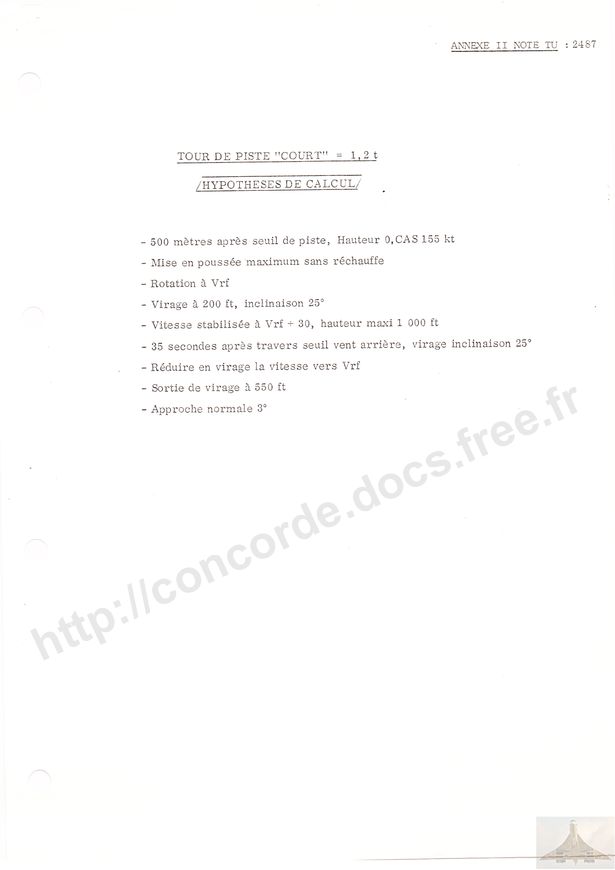 ANNEXE II NOTE TU : 2487
TOUR DE PISTE "COURT" = 1,2 t
/HYPOTHESES DE CALCUL/
- 500 mètres après seuil de piste, Hauteur 0,CAS 155 kt
- Mise en poussée maximum sans réchauffe
- Rotation à Vrf
- Virage à 200 ft, inclinaison 25°
- Vitesse stabilisée à Vrf + 30, hauteur maxi 1 000 ft
- 35 secondes après travers seuil vent arrière, virage inclinaison 25°
- Réduire en virage la vitesse vers Vrf
- Sortie de virage à 550 ft
- Approche normale 3°
http://concorde.docs.free.fr